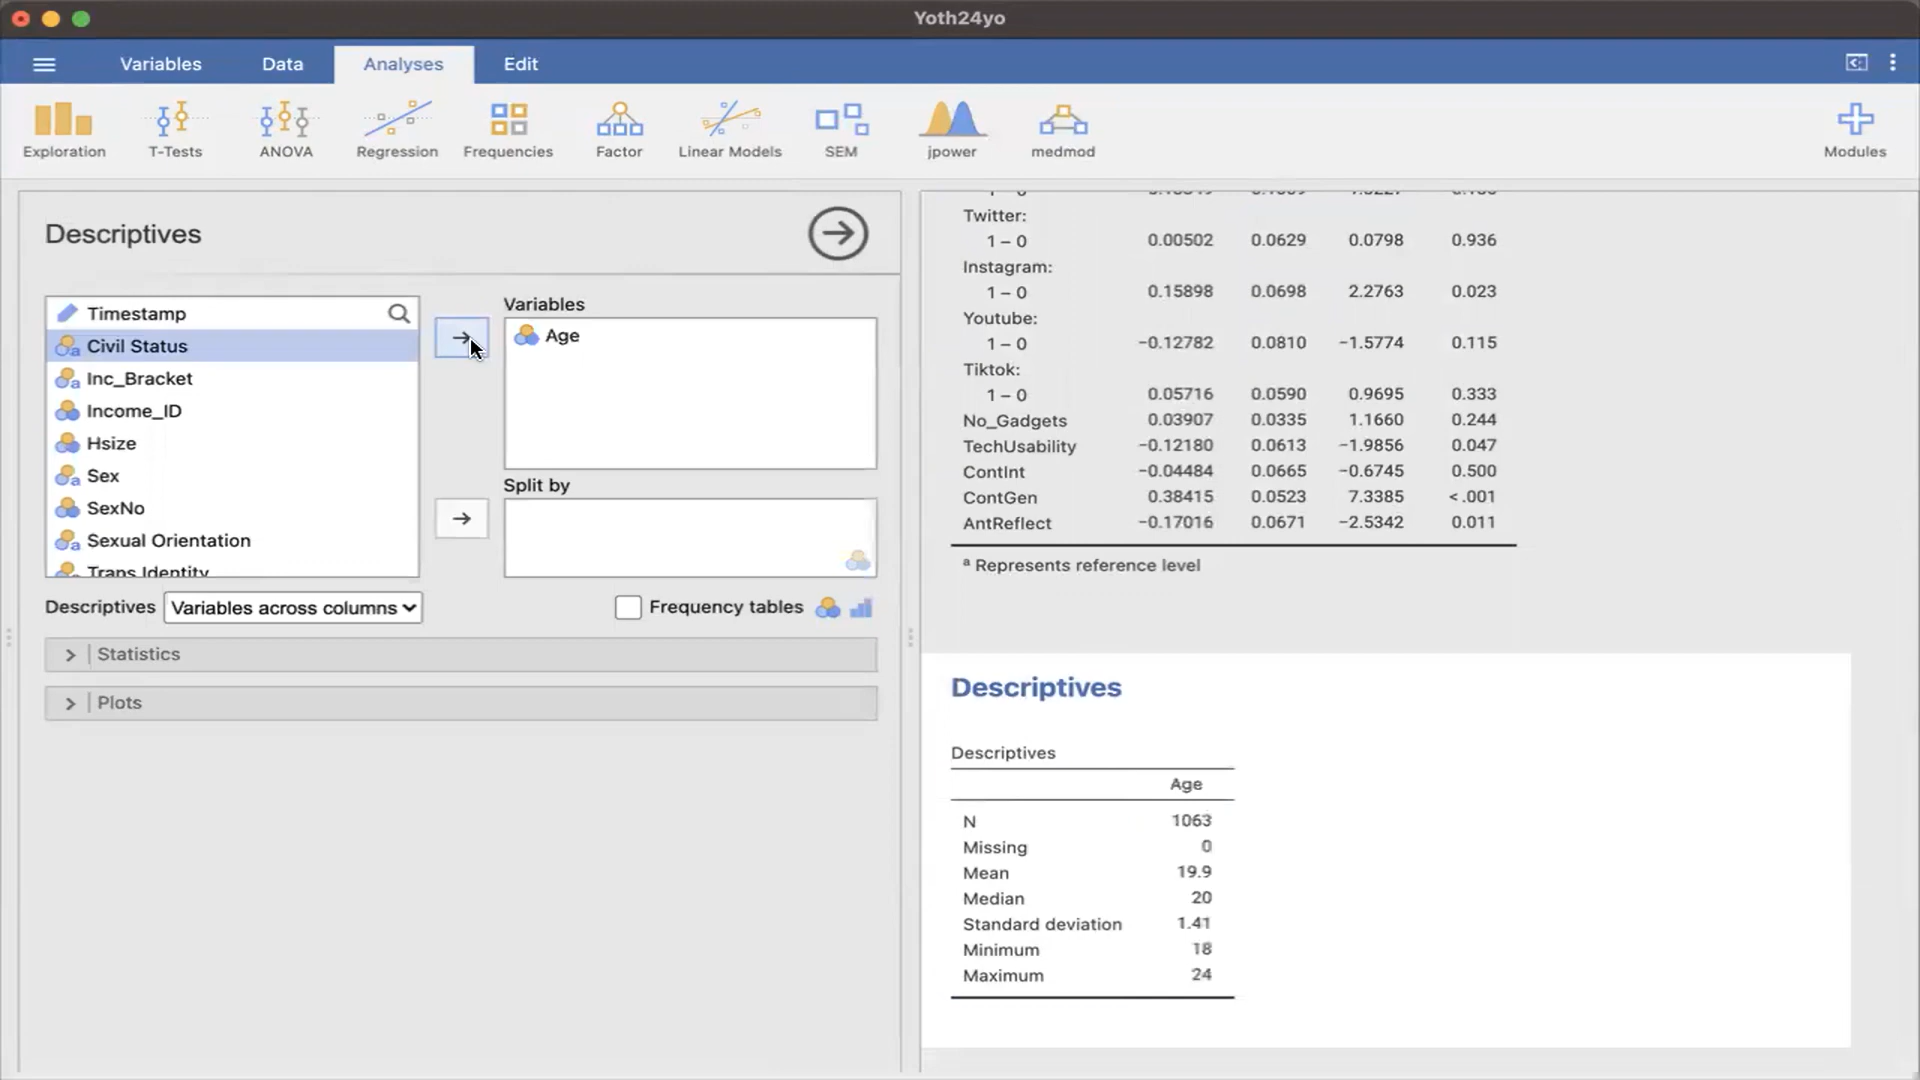 Yoth24yo
Variables Data Analyses Edit
Exploration T-Tests ANOVA Regression Frequencies Factor Linear Models SEM jpower medmod Modules
Descriptives
Timestamp
Civil Status
Inc_Bracket
Income_ID
Hsize
Sex
SexNo
Sexual Orientation
Trans Identity
Variables
Age
Split by
Descriptives Variables across columns
Frequency tables
Statistics
Plots
Twitter:
1 – 0 0.00502 0.0629 0.0798 0.936
Instagram:
1 – 0 0.15898 0.0698 2.2763 0.023
Youtube:
1 – 0 −0.12782 0.0810 −1.5774 0.115
Tiktok:
1 – 0 0.05716 0.0590 0.9695 0.333
No_Gadgets 0.03907 0.0335 1.1660 0.244
TechUsability −0.12180 0.0613 −1.9856 0.047
ContInt −0.04484 0.0665 −0.6745 0.500
ContGen 0.38415 0.0523 7.3385 < .001
AntReflect −0.17016 0.0671 −2.5342 0.011
ª Represents reference level
Descriptives
Descriptives
Age
N 1063
Missing 0
Mean 19.9
Median 20
Standard deviation 1.41
Minimum 18
Maximum 24